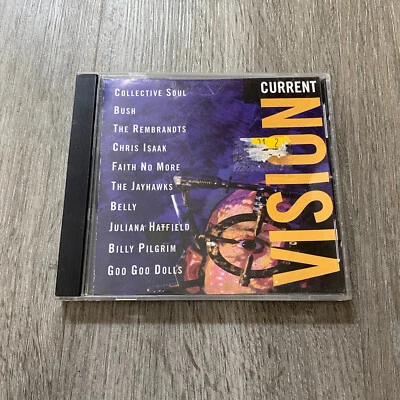 CURRENT
VISION
COLLECTIVE SOUL
BUSH
THE REMBRANDTS
CHRIS ISAAK
FAITH NO MORE
THE JAYHAWKS
BELLY
JULIANA HATFIELD
BILLY PILGRIM
GOO GOO DOLLS